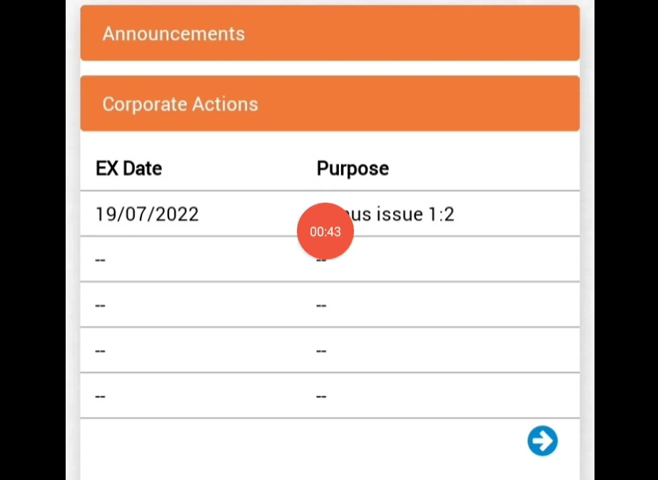 Announcements
Corporate Actions
EX Date Purpose
19/07/2022 issue 1:2
00:43
-- --
-- --
-- --
-- --